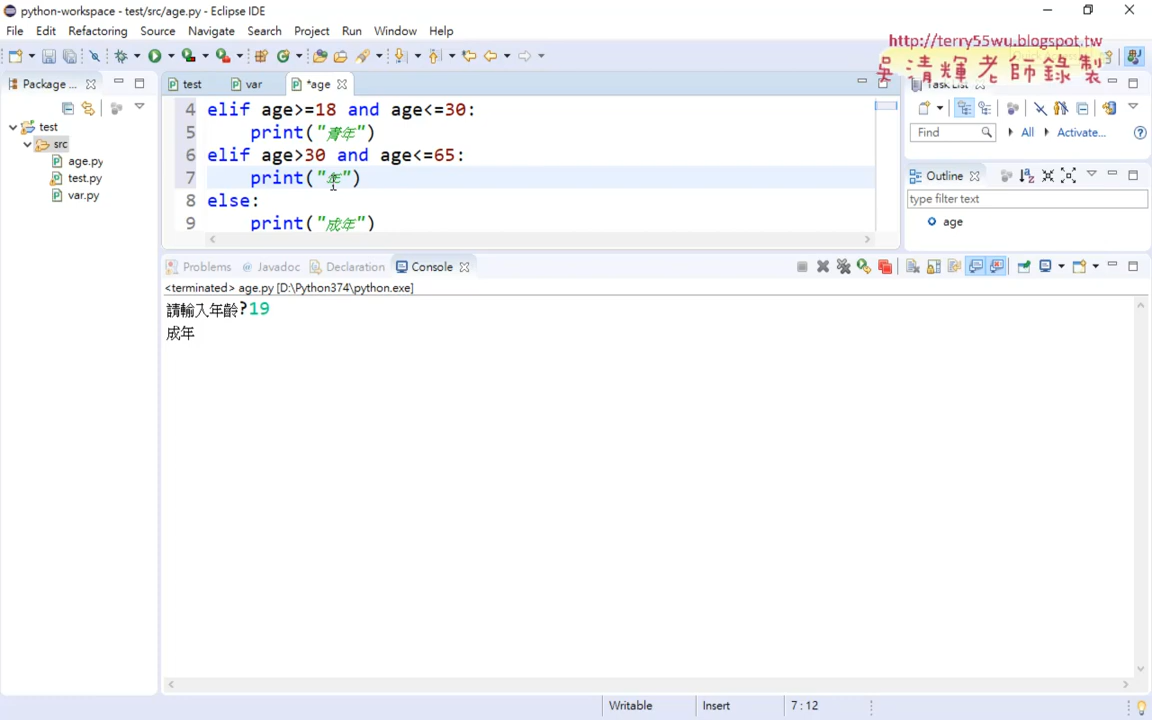 python-workspace - test/src/age.py - Eclipse IDE
File Edit Refactoring Source Navigate Search Project Run Window Help
http://terry55wu.blogspot.tw
吳清輝老師錄製
Package ...
test
src
age.py
test.py
var.py
test var *age
4 elif age>=18 and age<=30:
5 print("青年")
6 elif age>30 and age<=65:
7 print("年")
8 else:
9 print("成年")
Find All Activate...
Outline
type filter text
age
Problems @ Javadoc Declaration Console
<terminated> age.py [D:\Python374\python.exe]
請輸入年齡?19
成年
Writable Insert 7 : 12